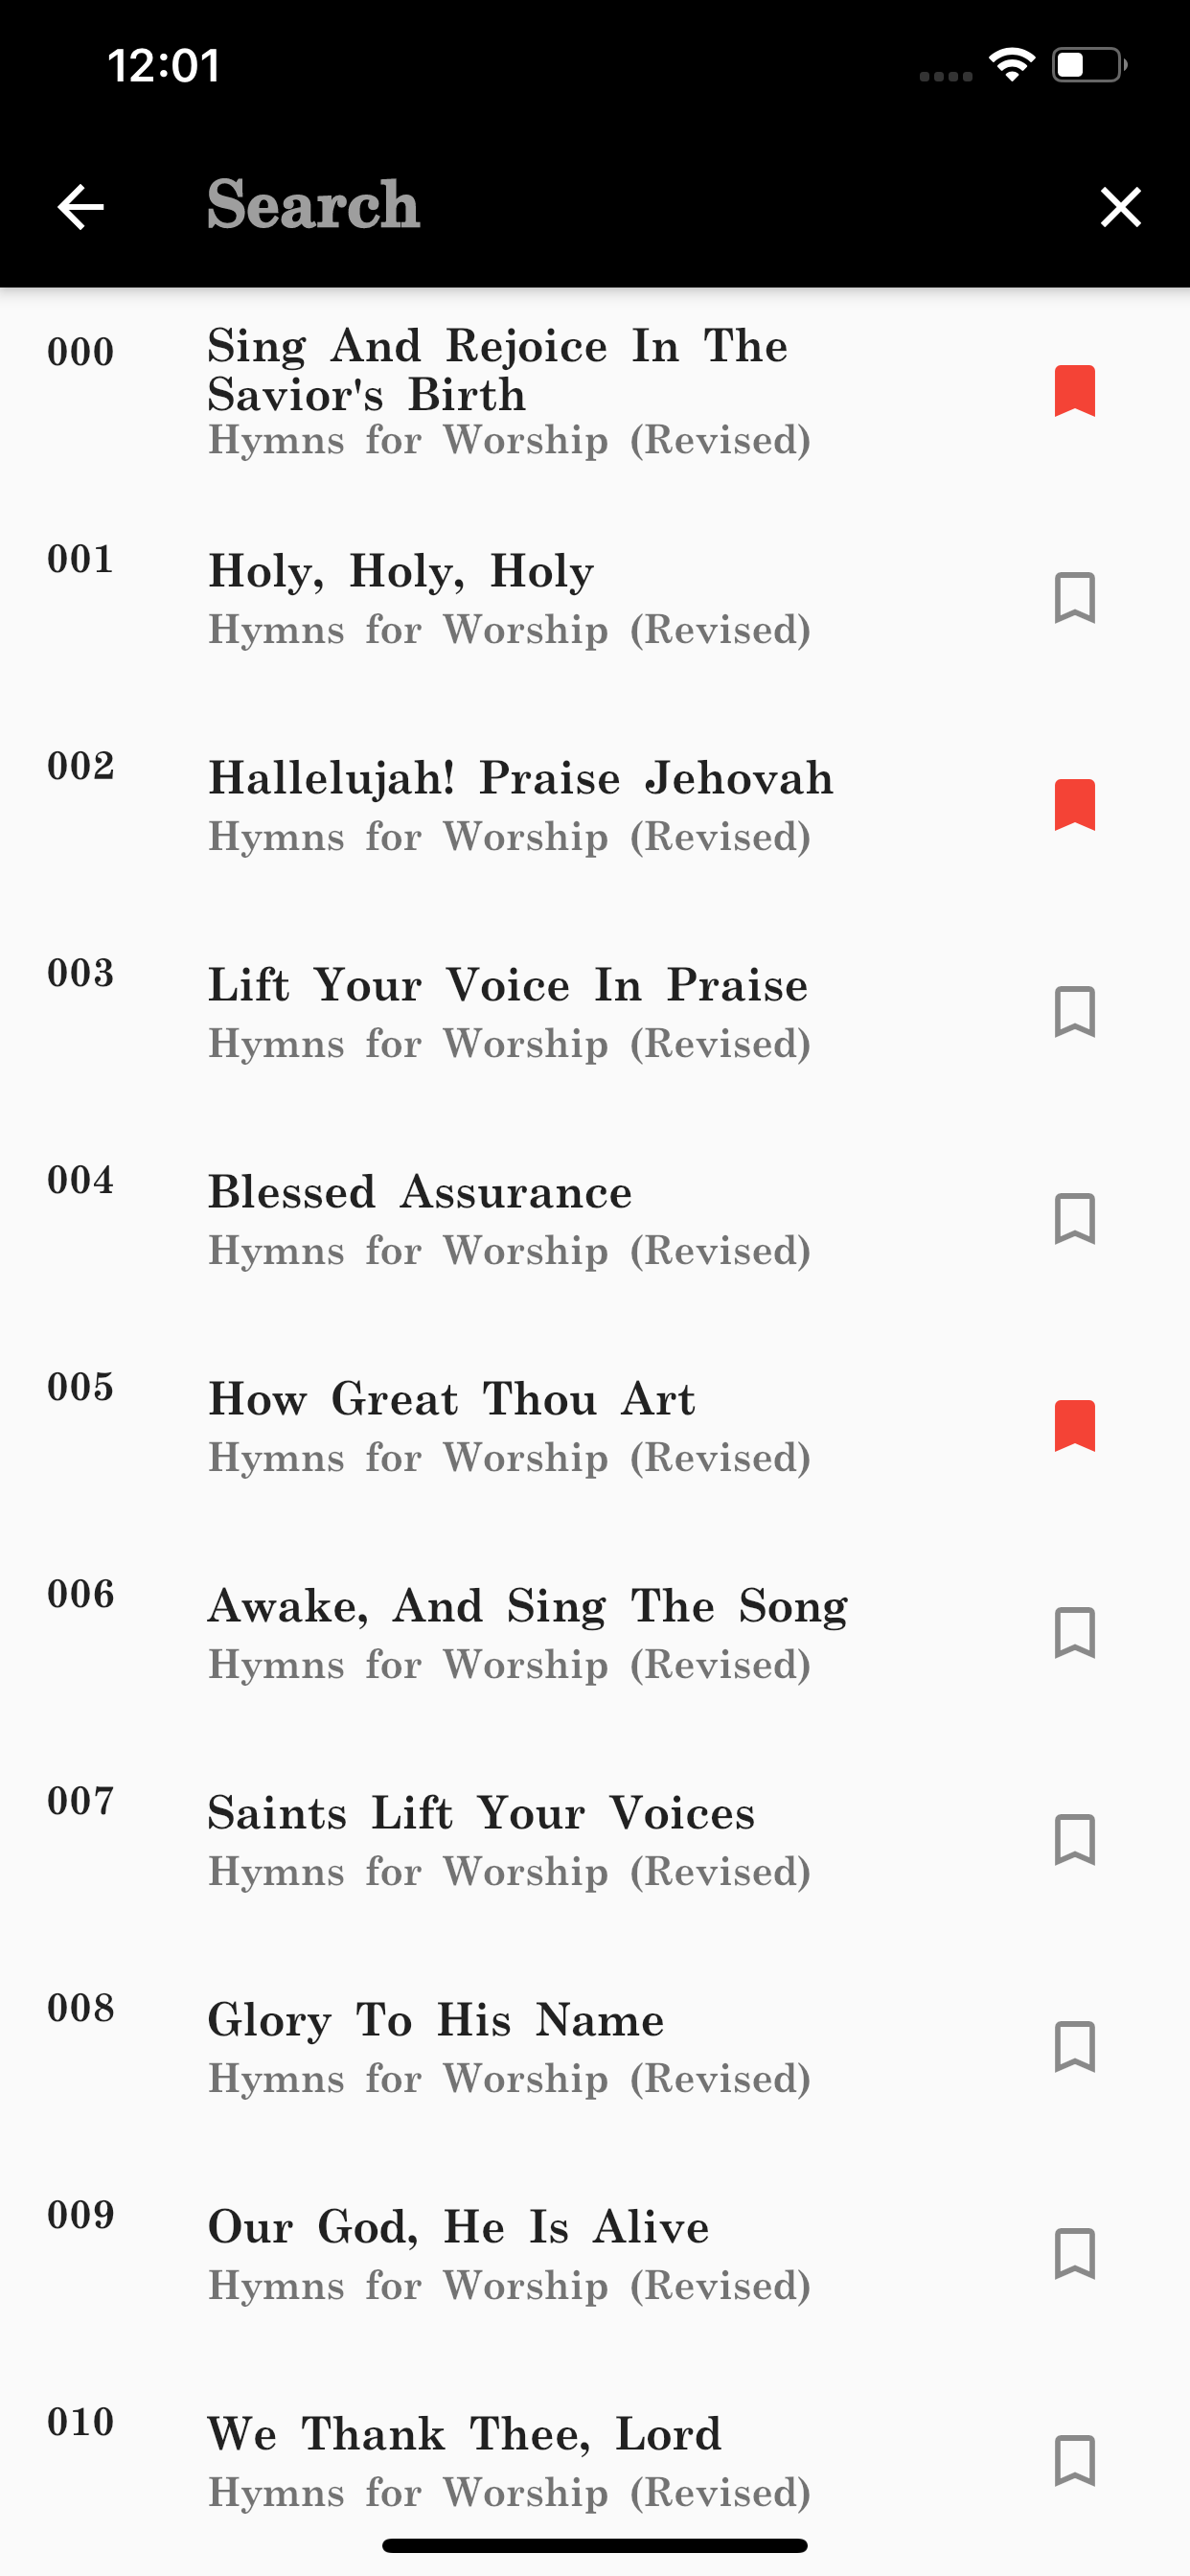 12:01
Search
000
Sing And Rejoice In The
Savior's Birth
Hymns for Worship (Revised)
001
Holy, Holy, Holy
Hymns for Worship (Revised)
002
Hallelujah! Praise Jehovah
Hymns for Worship (Revised)
003
Lift Your Voice In Praise
Hymns for Worship (Revised)
004
Blessed Assurance
Hymns for Worship (Revised)
005
How Great Thou Art
Hymns for Worship (Revised)
006
Awake, And Sing The Song
Hymns for Worship (Revised)
007
Saints Lift Your Voices
Hymns for Worship (Revised)
008
Glory To His Name
Hymns for Worship (Revised)
009
Our God, He Is Alive
Hymns for Worship (Revised)
010
We Thank Thee, Lord
Hymns for Worship (Revised)